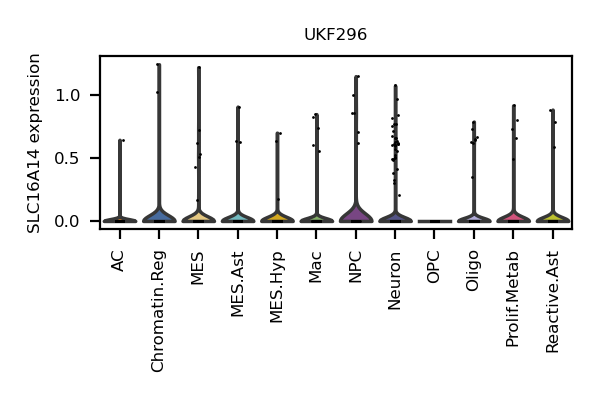 UKF296
SLC16A14 expression
1.0
0.5
0.0
AC
Chromatin.Reg
MES
MES.Ast
MES.Hyp
Mac
NPC
Neuron
OPC
Oligo
Prolif.Metab
Reactive.Ast